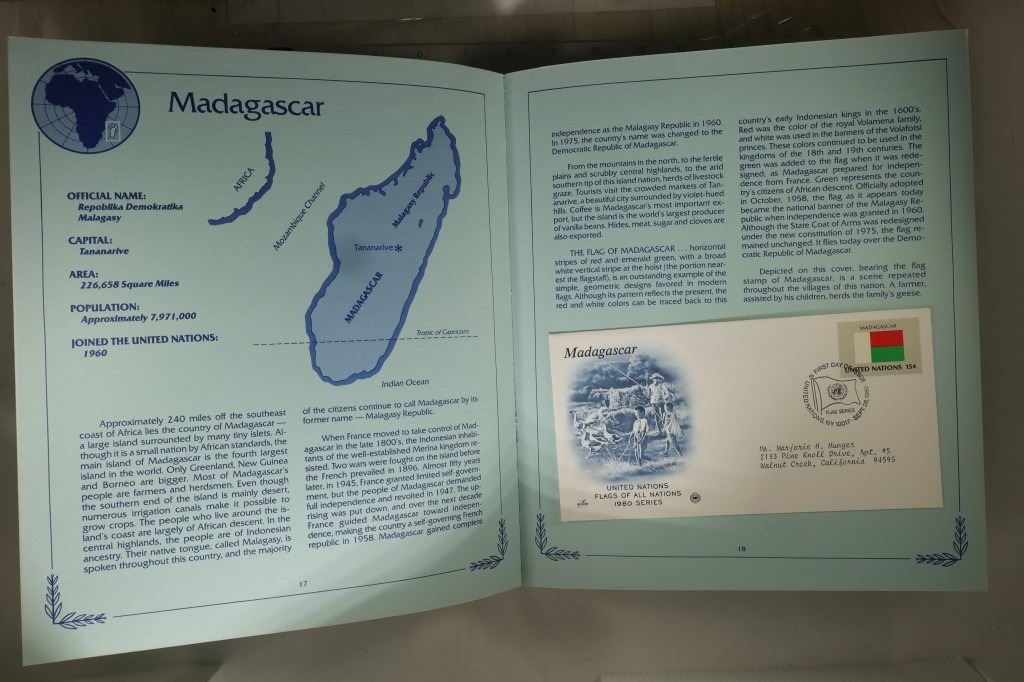 Madagascar
OFFICIAL NAME:
Repoblika Demokratika
Malagasy
CAPITAL:
Tananarive
AREA:
226,658 Square Miles
POPULATION:
Approximately 7,971,000
JOINED THE UNITED NATIONS:
1960
AFRICA
Mozambique Channel
Malagasy Republic
Tananarive*
MADAGASCAR
Tropic of Capricorn
Indian Ocean
Approximately 240 miles off the southeast
coast of Africa lies the country of Madagascar —
a large island surrounded by many tiny islets. Al-
though it is a small nation by African standards, the
main island of Madagascar is the fourth largest
island in the world. Only Greenland, New Guinea
and Borneo are bigger. Most of Madagascar's
people are farmers and herdsmen. Even though
the southern end of the island is mainly desert,
numerous irrigation canals make it possible to
grow crops. The people who live around the is-
land's coast are largely of African descent. In the
central highlands, the people are of Indonesian
ancestry. Their native tongue, called Malagasy, is
spoken throughout this country, and the majority
of the citizens continue to call Madagascar by its
former name — Malagasy Republic.
When France moved to take control of Mad-
agascar in the late 1800's, the Indonesian inhabi-
tants of the well-established Merina kingdom re-
sisted. Two wars were fought on the island before
the French prevailed in 1896. Almost fifty years
later, in 1945, France granted limited self-govern-
ment, but the people of Madagascar demanded
full independence and revolted in 1947. The up-
rising was put down, and over the next decade
France guided Madagascar toward indepen-
dence, making the country a self-governing French
republic in 1958. Madagascar gained complete
17
independence as the Malagasy Republic in 1960.
In 1975, the country's name was changed to the
Democratic Republic of Madagascar.
From the mountains in the north, to the fertile
plains and scrubby central highlands, to the arid
southern tip of this island nation, herds of livestock
graze. Tourists visit the crowded markets of Tan-
anarive, a beautiful city surrounded by violet-hued
hills. Coffee is Madagascar's most important ex-
port, but the island is the world's largest producer
of vanilla beans. Hides, meat, sugar and cloves are
also exported.
THE FLAG OF MADAGASCAR . . . horizontal
stripes of red and emerald green, with a broad
white vertical stripe at the hoist (the portion near-
est the flagstaff), is an outstanding example of the
simple, geometric designs favored in modern
flags. Although its pattern reflects the present, the
red and white colors can be traced back to this
country's early Indonesian kings in the 1600's.
Red was the color of the royal Volamena family,
and white was used in the banners of the Volafotsi
princes. These colors continued to be used in the
kingdoms of the 18th and 19th centuries. The
green was added to the flag when it was rede-
signed, as Madagascar prepared for indepen-
dence from France. Green represents the coun-
try's citizens of African descent. Officially adopted
in October, 1958, the flag as it appears today
became the national banner of the Malagasy Re-
public when independence was granted in 1960.
Although the State Coat of Arms was redesigned
under the new constitution of 1975, the flag re-
mained unchanged. It flies today over the Demo-
cratic Republic of Madagascar.
Depicted on this cover, bearing the flag
stamp of Madagascar, is a scene repeated
throughout the villages of this nation. A farmer,
assisted by his children, herds the family's geese.
Madagascar
MADAGASCAR
UNITED NATIONS 15¢
FIRST DAY OF ISSUE
FLAG SERIES
UNITED NATIONS, NY 10017 - SEPT. 26, 1980
Ms. Marjorie H. Munger
2133 Pine Knoll Drive, Apt. #5
Walnut Creek, California 94595
UNITED NATIONS
FLAGS OF ALL NATIONS
1980 SERIES
18